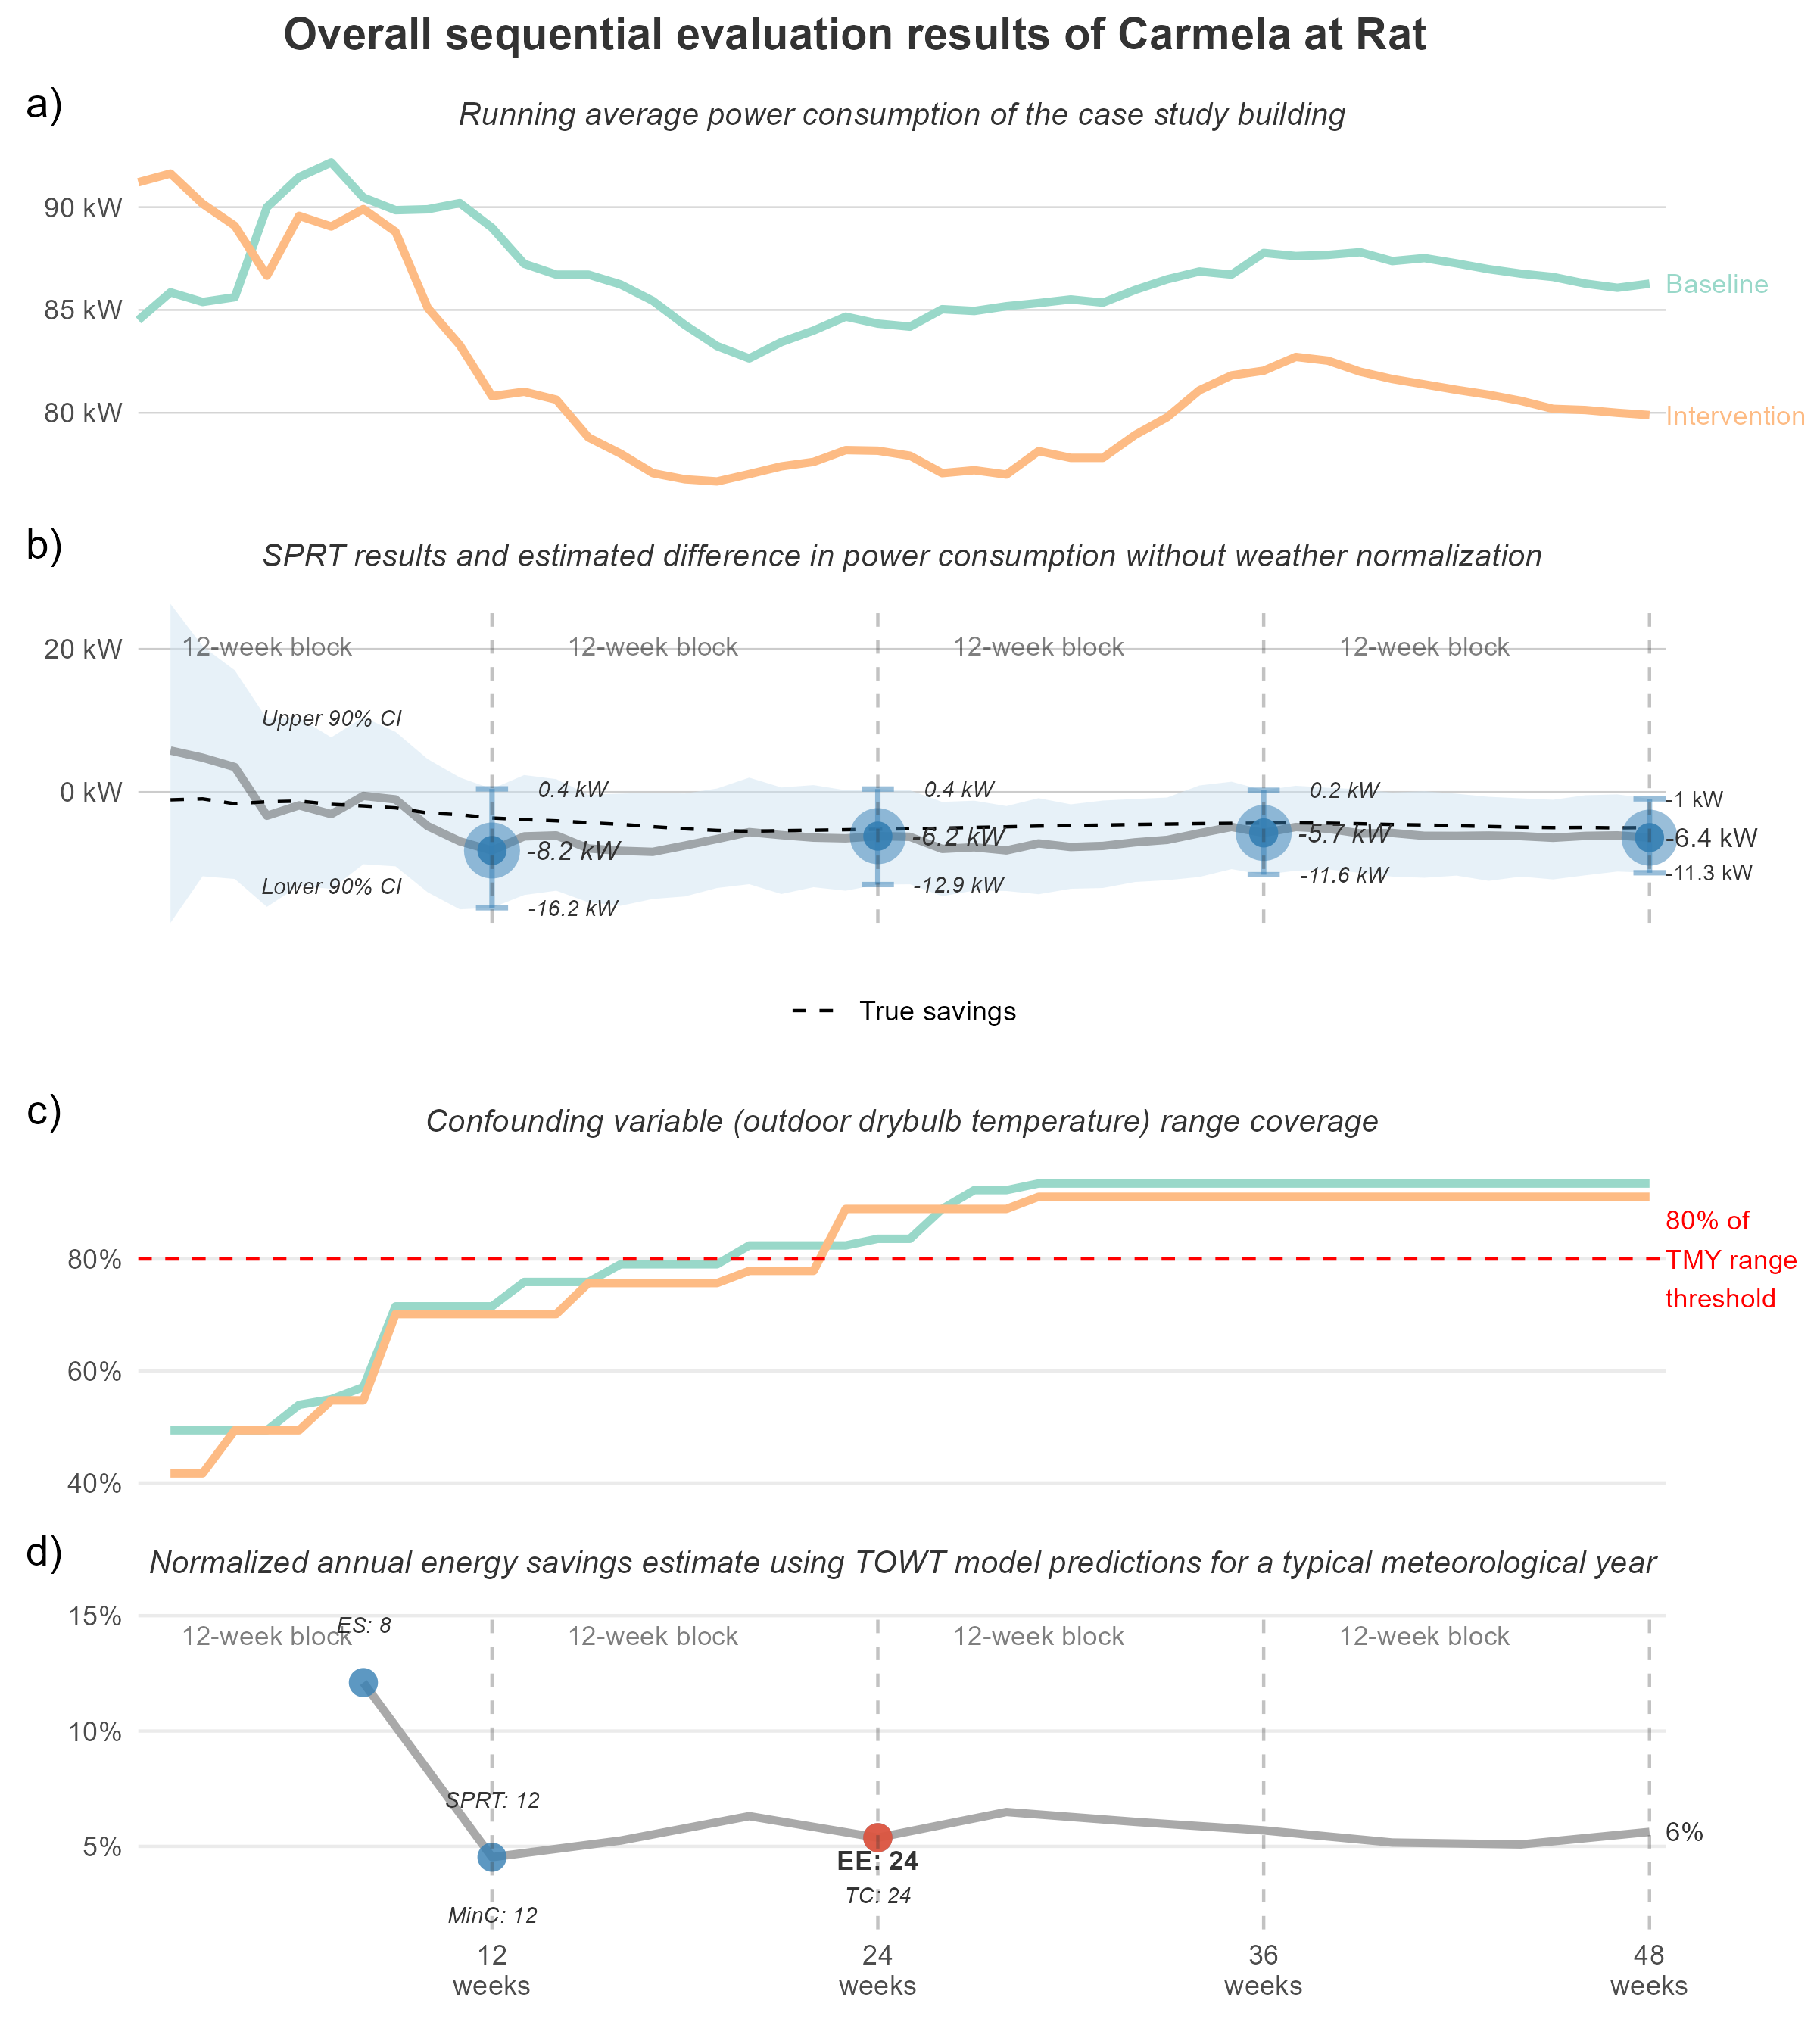 Overall sequential evaluation results of Carmela at Rat
a)
Running average power consumption of the case study building
90 kW
85 kW
80 kW
Baseline
Intervention
b)
SPRT results and estimated difference in power consumption without weather normalization
20 kW
0 kW
12-week block
12-week block
12-week block
12-week block
Upper 90% CI
Lower 90% CI
0.4 kW
-8.2 kW
-16.2 kW
0.4 kW
-6.2 kW
-12.9 kW
0.2 kW
-5.7 kW
-11.6 kW
-1 kW
-6.4 kW
-11.3 kW
True savings
c)
Confounding variable (outdoor drybulb temperature) range coverage
80%
60%
40%
80% of
TMY range
threshold
d)
Normalized annual energy savings estimate using TOWT model predictions for a typical meteorological year
15%
10%
5%
12-week block
12-week block
12-week block
12-week block
ES: 8
SPRT: 12
MinC: 12
EE: 24
TC: 24
6%
12
weeks
24
weeks
36
weeks
48
weeks